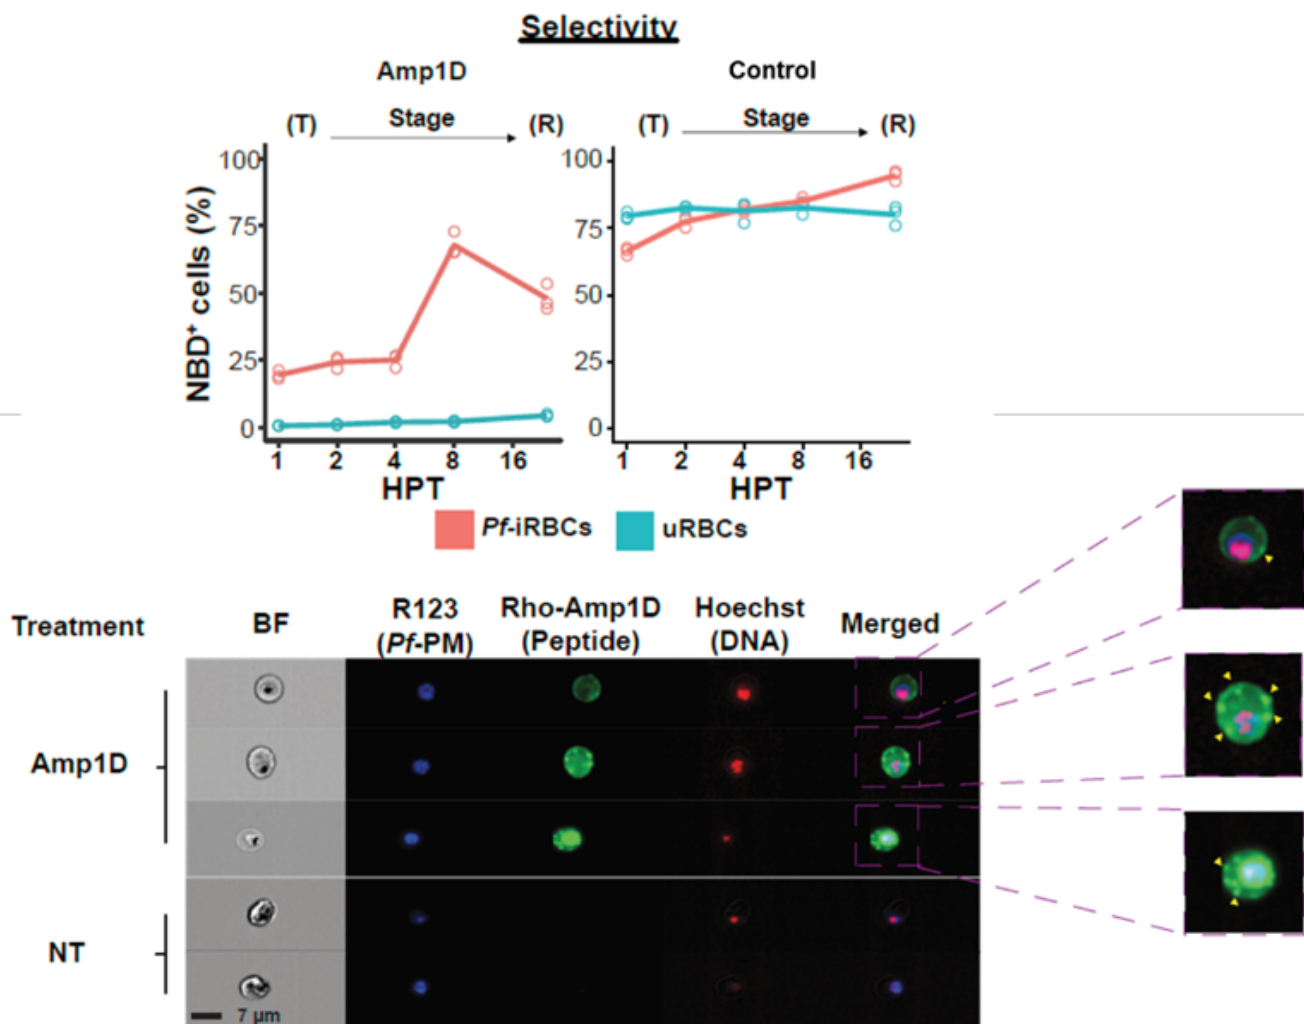 Selectivity
Amp1D
Control
(T) Stage (R)
(T) Stage (R)
NBD+ cells (%)
100
75
50
25
0
1 2 4 8 16
HPT
100
75
50
25
0
1 2 4 8 16
HPT
Pf-iRBCs uRBCs
Treatment
BF
R123
(Pf-PM)
Rho-Amp1D
(Peptide)
Hoechst
(DNA)
Merged
Amp1D
NT
7 μm